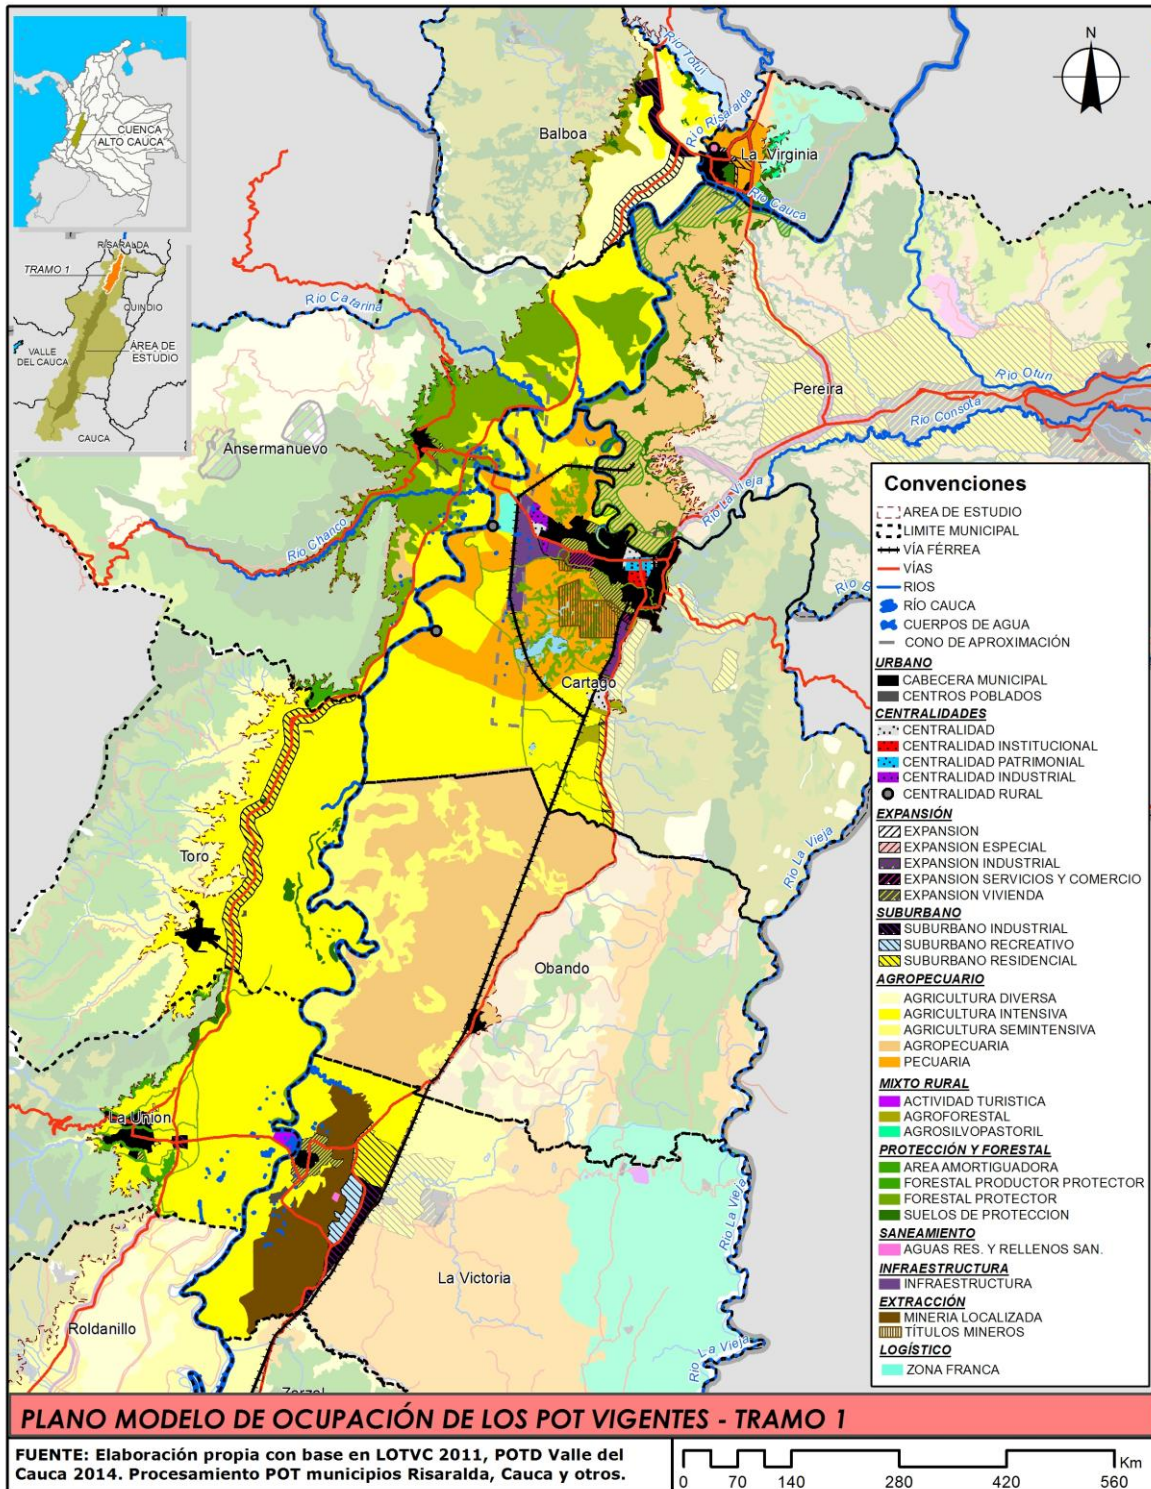 CUENCA
ALTO CAUCA
RISARALDA
TRAMO 1
QUINDIO
VALLE
DEL CAUCA
ÁREA DE
ESTUDIO
CAUCA
N
Río Totuí
Balboa
Río Risaralda
La_Virginia
Río Cauca
Río Catarina
Pereira
Río Otun
Río Consota
Ansermanuevo
Río La Vieja
Río Chanco
Río B
Cartago
Toro
Río La Vieja
Obando
La Unión
Río La Vieja
La Victoria
Roldanillo
Río La Vieja
Zarzal
Convenciones
AREA DE ESTUDIO
LIMITE MUNICIPAL
VÍA FÉRREA
VÍAS
RIOS
RÍO CAUCA
CUERPOS DE AGUA
CONO DE APROXIMACIÓN
URBANO
CABECERA MUNICIPAL
CENTROS POBLADOS
CENTRALIDADES
CENTRALIDAD
CENTRALIDAD INSTITUCIONAL
CENTRALIDAD PATRIMONIAL
CENTRALIDAD INDUSTRIAL
CENTRALIDAD RURAL
EXPANSIÓN
EXPANSION
EXPANSION ESPECIAL
EXPANSION INDUSTRIAL
EXPANSION SERVICIOS Y COMERCIO
EXPANSION VIVIENDA
SUBURBANO
SUBURBANO INDUSTRIAL
SUBURBANO RECREATIVO
SUBURBANO RESIDENCIAL
AGROPECUARIO
AGRICULTURA DIVERSA
AGRICULTURA INTENSIVA
AGRICULTURA SEMINTENSIVA
AGROPECUARIA
PECUARIA
MIXTO RURAL
ACTIVIDAD TURISTICA
AGROFORESTAL
AGROSILVOPASTORIL
PROTECCIÓN Y FORESTAL
AREA AMORTIGUADORA
FORESTAL PRODUCTOR PROTECTOR
FORESTAL PROTECTOR
SUELOS DE PROTECCION
SANEAMIENTO
AGUAS RES. Y RELLENOS SAN.
INFRAESTRUCTURA
INFRAESTRUCTURA
EXTRACCIÓN
MINERIA LOCALIZADA
TÍTULOS MINEROS
LOGÍSTICO
ZONA FRANCA
PLANO MODELO DE OCUPACIÓN DE LOS POT VIGENTES - TRAMO 1
FUENTE: Elaboración propia con base en LOTVC 2011, POTD Valle del
Cauca 2014. Procesamiento POT municipios Risaralda, Cauca y otros.
Km
0 70 140 280 420 560